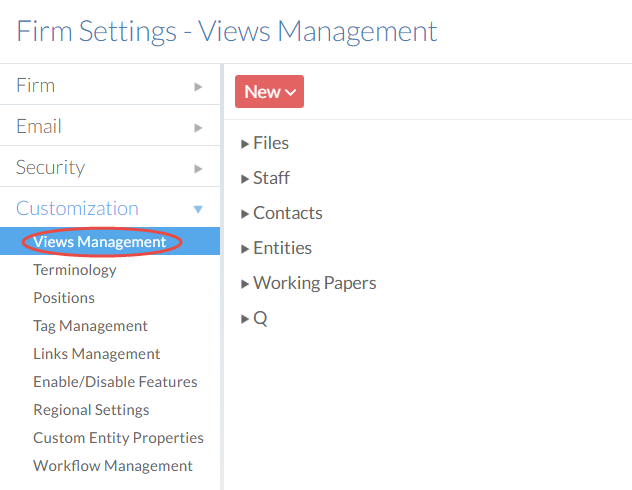 Firm Settings - Views Management
Firm
Email
Security
Customization
Views Management
Terminology
Positions
Tag Management
Links Management
Enable/Disable Features
Regional Settings
Custom Entity Properties
Workflow Management
New
Files
Staff
Contacts
Entities
Working Papers
Q